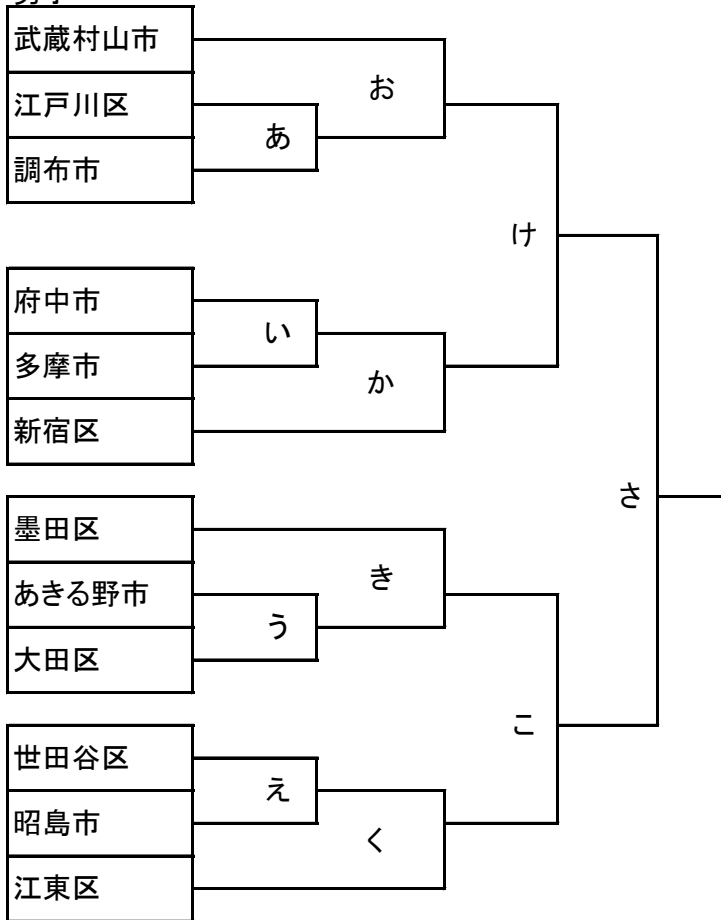 武蔵村山市
お
江戸川区
あ
調布市
け
府中市
い
多摩市
か
新宿区
さ
墨田区
き
あきる野市
う
大田区
こ
世田谷区
え
昭島市
く
江東区